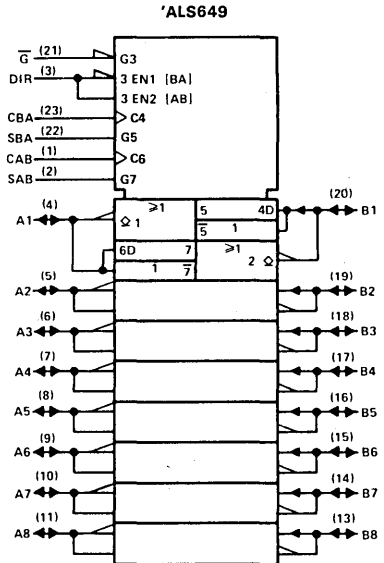 'ALS649
G̅ (21) G3
DIR (3) 3 EN1 [BA]
3 EN2 [AB]
CBA (23) C4
SBA (22) G5
CAB (1) C6
SAB (2) G7
A1 (4) ≥1 1 5 4D (20) B1
5̅ 1
6D 7 ≥1
1 7̅ 2
A2 (5) (19) B2
A3 (6) (18) B3
A4 (7) (17) B4
A5 (8) (16) B5
A6 (9) (15) B6
A7 (10) (14) B7
A8 (11) (13) B8